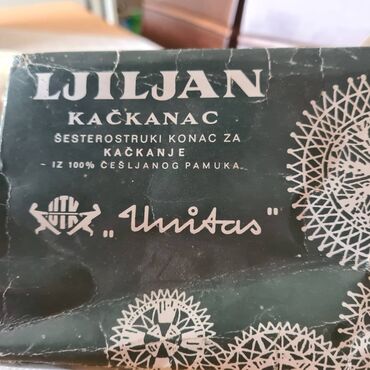 LJILJAN
KAČKANAC
ŠESTEROSTRUKI KONAC ZA
KAČKANJE
- IZ 100% ČEŠLJANOG PAMUKA
„Unitas"